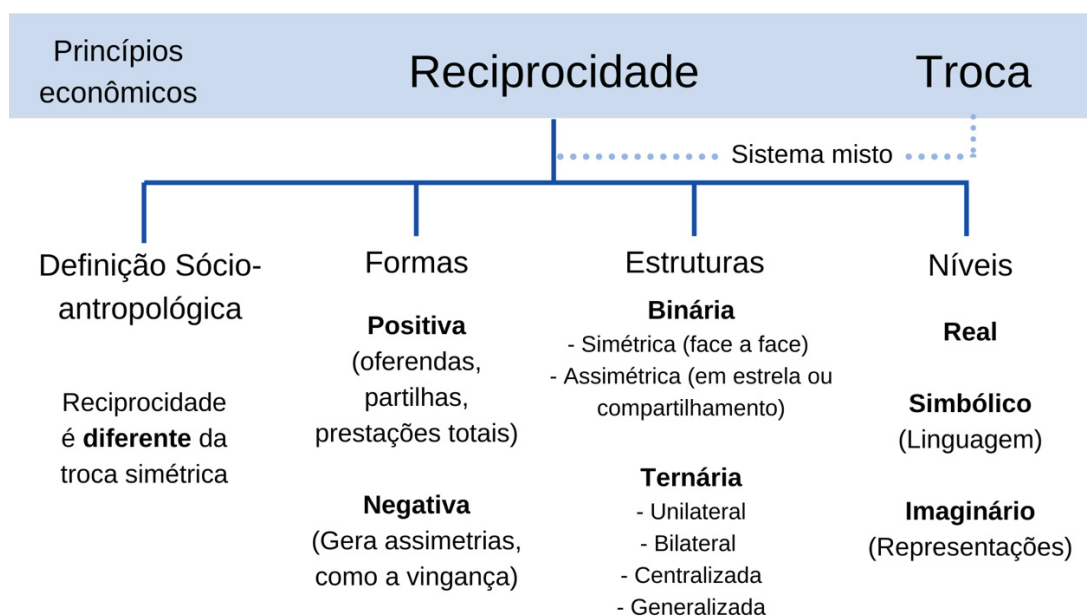 Princípios
econômicos
Reciprocidade
Troca
Sistema misto
Definição Sócio-
antropológica
Reciprocidade
é diferente da
troca simétrica
Formas
Positiva
(oferendas,
partilhas,
prestações totais)
Negativa
(Gera assimetrias,
como a vingança)
Estruturas
Binária
- Simétrica (face a face)
- Assimétrica (em estrela ou
compartilhamento)
Ternária
- Unilateral
- Bilateral
- Centralizada
- Generalizada
Níveis
Real
Simbólico
(Linguagem)
Imaginário
(Representações)